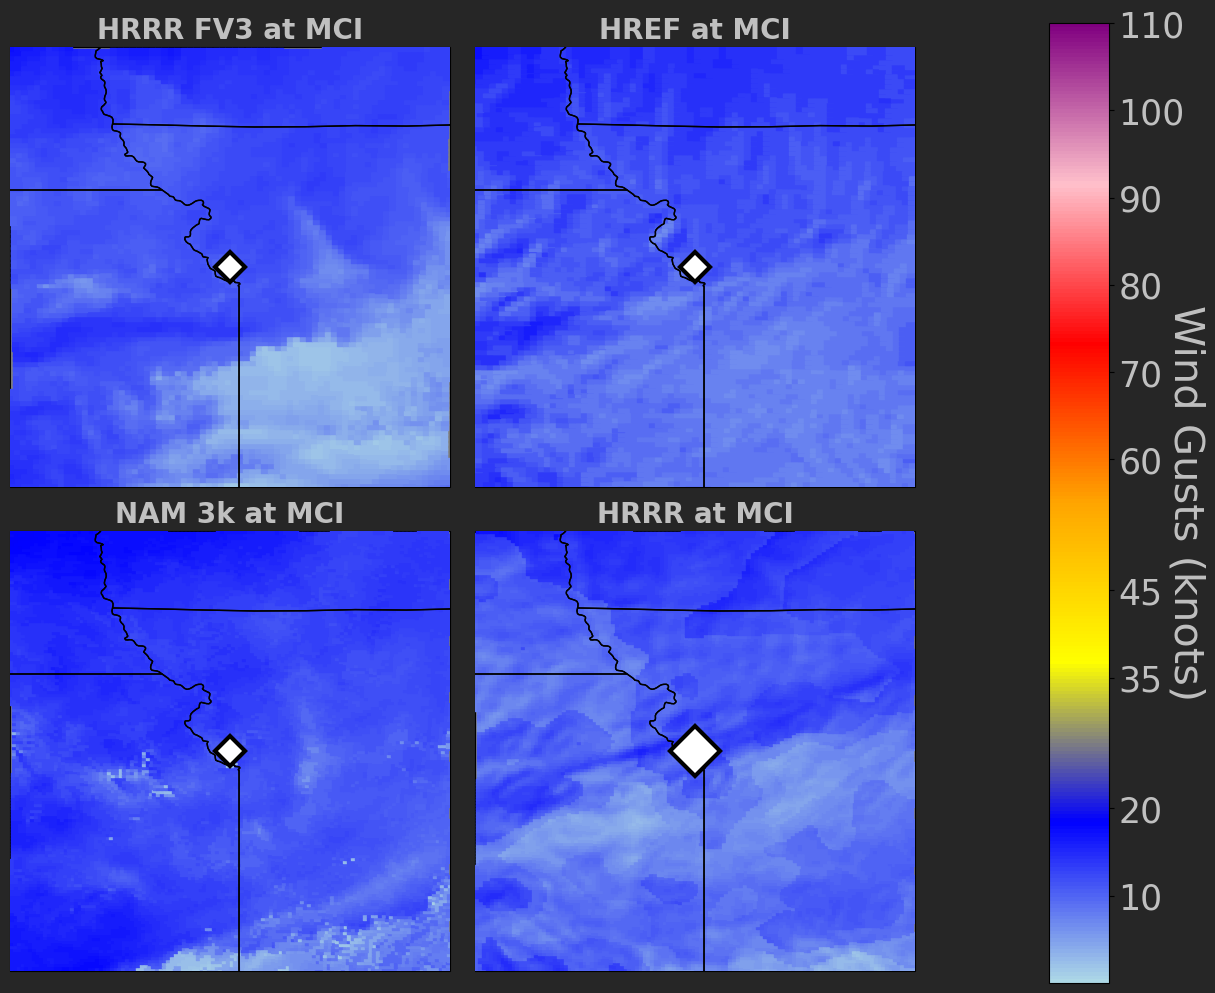 HRRR FV3 at MCI
HREF at MCI
NAM 3k at MCI
HRRR at MCI
110
100
90
80
70
60
45
35
20
10
Wind Gusts (knots)